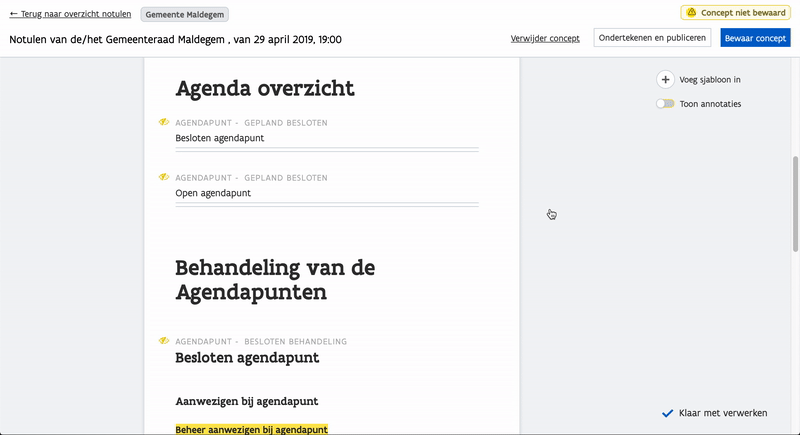 ← Terug naar overzicht notulen
Gemeente Maldegem
Concept niet bewaard
Notulen van de/het Gemeenteraad Maldegem , van 29 april 2019, 19:00
Verwijder concept
Ondertekenen en publiceren
Bewaar concept
Agenda overzicht
Voeg sjabloon in
Toon annotaties
AGENDAPUNT - GEPLAND BESLOTEN
Besloten agendapunt
AGENDAPUNT - GEPLAND BESLOTEN
Open agendapunt
Behandeling van de
Agendapunten
AGENDAPUNT - BESLOTEN BEHANDELING
Besloten agendapunt
Aanwezigen bij agendapunt
Klaar met verwerken
Beheer aanwezigen bij agendapunt